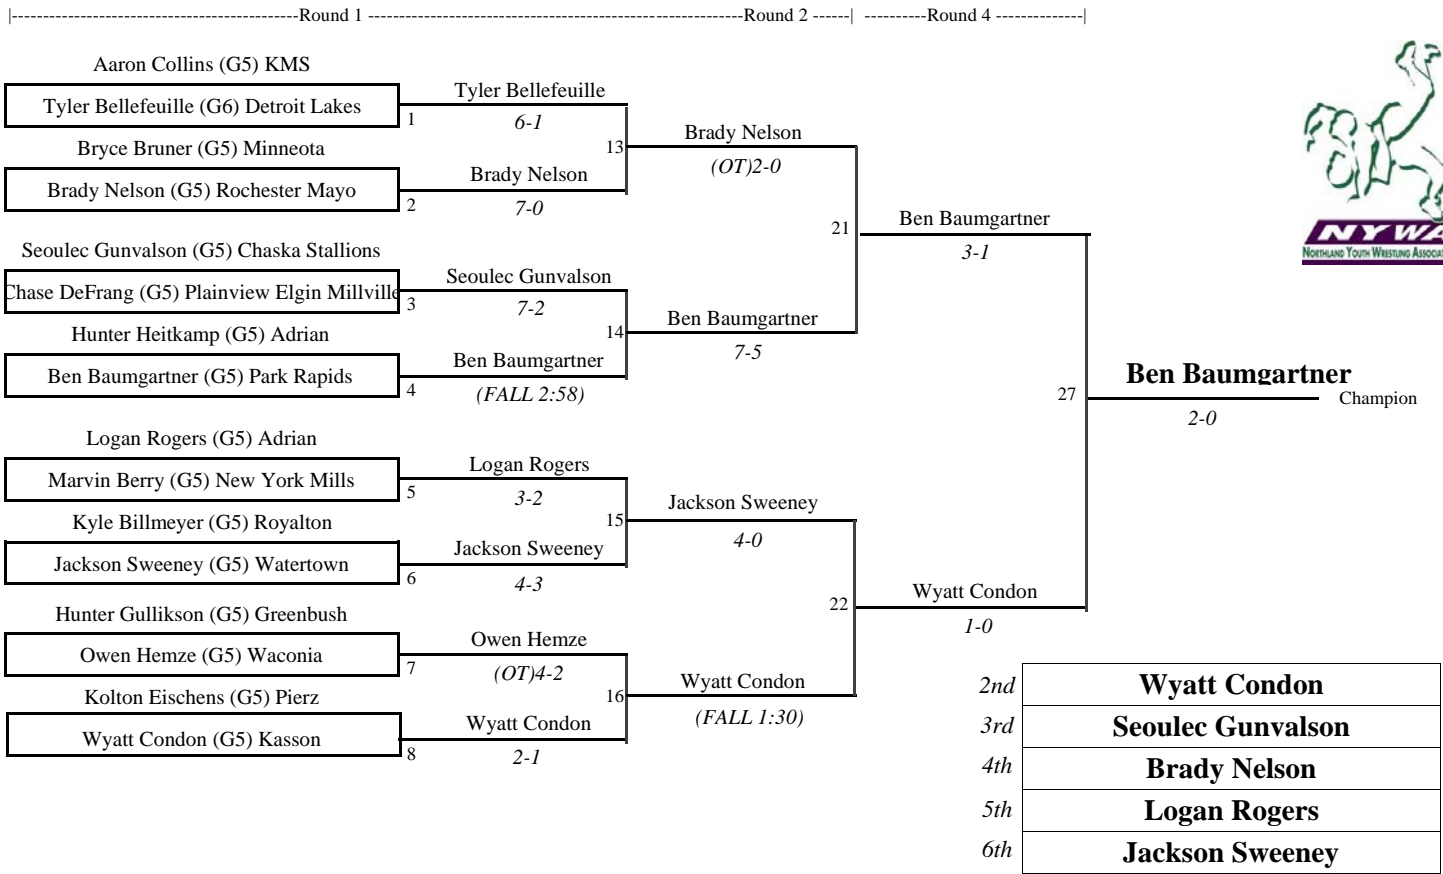 |----------------------------------------------Round 1 ------------------------------------------------------------Round 2 ------| ----------Round 4 --------------|
Aaron Collins (G5) KMS
Tyler Bellefeuille (G6) Detroit Lakes
1
Tyler Bellefeuille
6-1
Bryce Bruner (G5) Minneota
Brady Nelson (G5) Rochester Mayo
2
Brady Nelson
7-0
13
Brady Nelson
(OT)2-0
Seoulec Gunvalson (G5) Chaska Stallions
Chase DeFrang (G5) Plainview Elgin Millville
3
Seoulec Gunvalson
7-2
Hunter Heitkamp (G5) Adrian
Ben Baumgartner (G5) Park Rapids
4
Ben Baumgartner
(FALL 2:58)
14
Ben Baumgartner
7-5
21
Ben Baumgartner
3-1
Logan Rogers (G5) Adrian
Marvin Berry (G5) New York Mills
5
Logan Rogers
3-2
Kyle Billmeyer (G5) Royalton
Jackson Sweeney (G5) Watertown
6
Jackson Sweeney
4-3
15
Jackson Sweeney
4-0
Hunter Gullikson (G5) Greenbush
Owen Hemze (G5) Waconia
7
Owen Hemze
(OT)4-2
Kolton Eischens (G5) Pierz
Wyatt Condon (G5) Kasson
8
Wyatt Condon
2-1
16
Wyatt Condon
(FALL 1:30)
22
Wyatt Condon
1-0
27
Ben Baumgartner
Champion
2-0
NYWA
NORTHLAND YOUTH WRESTLING
2nd Wyatt Condon
3rd Seoulec Gunvalson
4th Brady Nelson
5th Logan Rogers
6th Jackson Sweeney